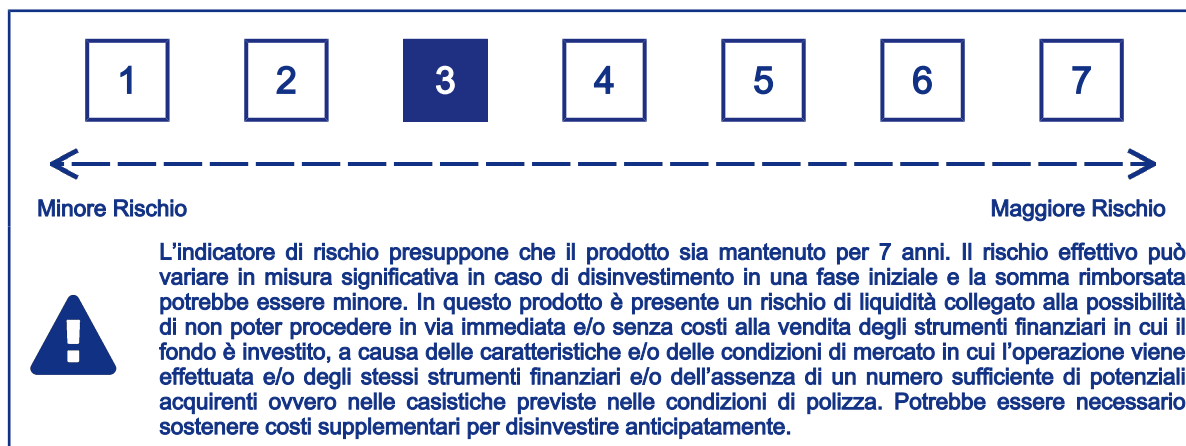 1 2 3 4 5 6 7
Minore Rischio Maggiore Rischio
L'indicatore di rischio presuppone che il prodotto sia mantenuto per 7 anni. Il rischio effettivo può
variare in misura significativa in caso di disinvestimento in una fase iniziale e la somma rimborsata
potrebbe essere minore. In questo prodotto è presente un rischio di liquidità collegato alla possibilità
di non poter procedere in via immediata e/o senza costi alla vendita degli strumenti finanziari in cui il
fondo è investito, a causa delle caratteristiche e/o delle condizioni di mercato in cui l'operazione viene
effettuata e/o degli stessi strumenti finanziari e/o dell'assenza di un numero sufficiente di potenziali
acquirenti ovvero nelle casistiche previste nelle condizioni di polizza. Potrebbe essere necessario
sostenere costi supplementari per disinvestire anticipatamente.